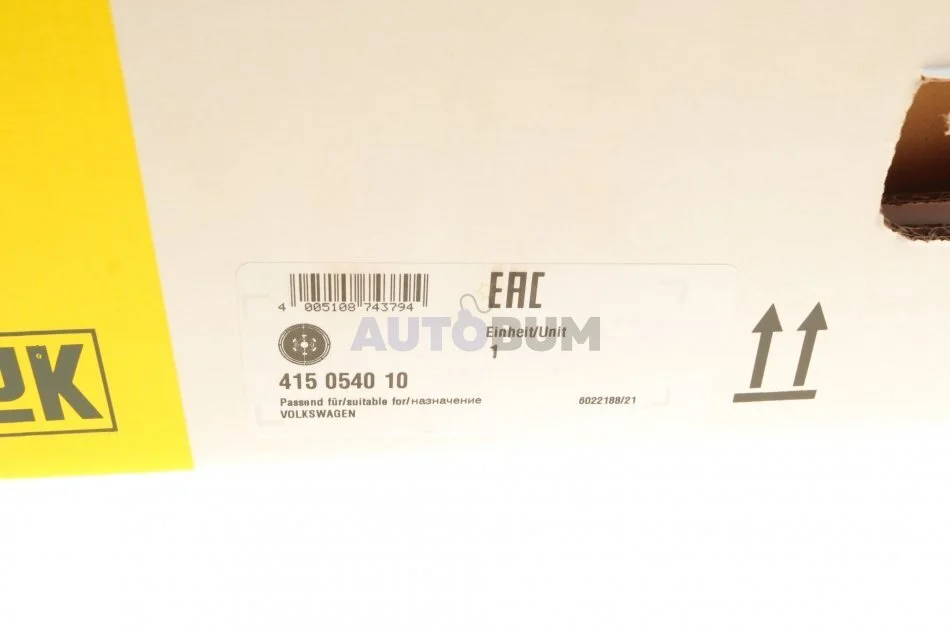 4 005108 743794
EAC
AUTOBUM
Einheit/Unit
1
415 0540 10
Passend für/suitable for/назначение
VOLKSWAGEN
6022188/21